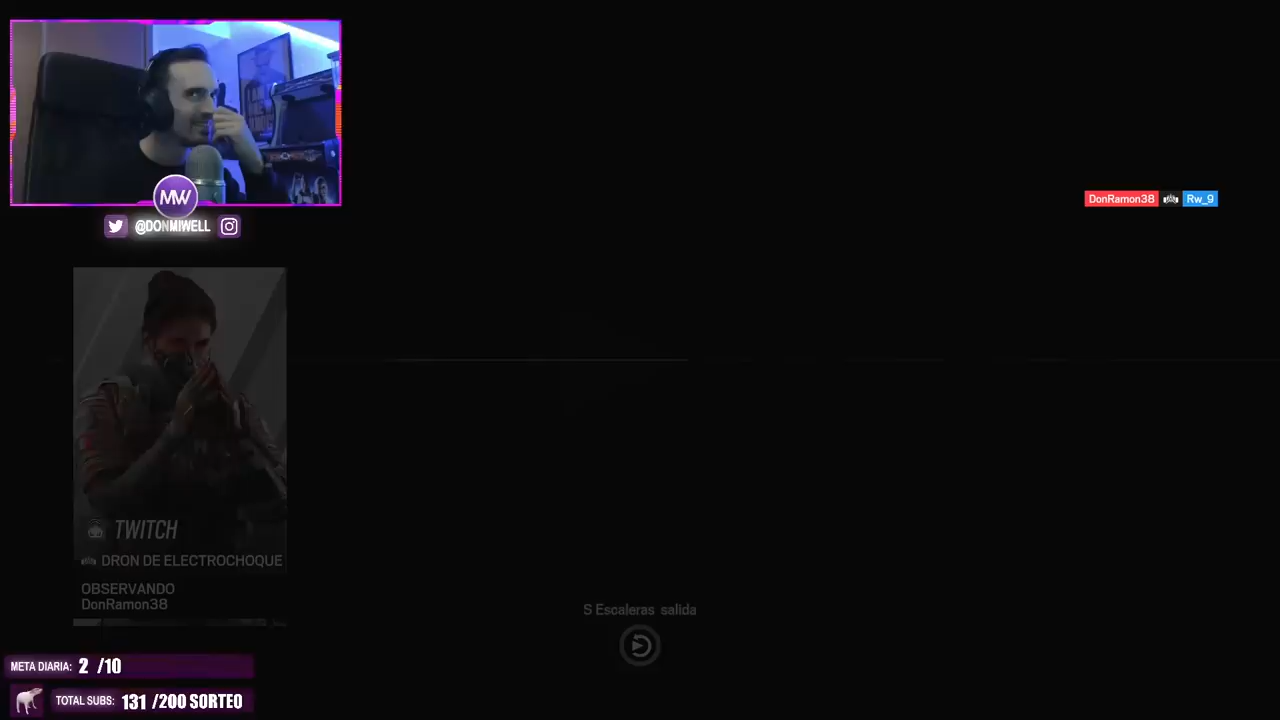 MW
@DONMIWELL
DonRamon38 Rw_9
TWITCH
DRON DE ELECTROCHOQUE
OBSERVANDO
DonRamon38
S Escaleras salida
META DIARIA: 2 /10
TOTAL SUBS: 131 /200 SORTEO